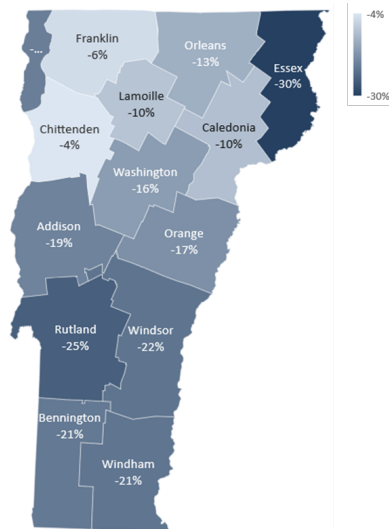 -4%
-30%
-...
Franklin
-6%
Orleans
-13%
Essex
-30%
Lamoille
-10%
Chittenden
-4%
Caledonia
-10%
Washington
-16%
Addison
-19%
Orange
-17%
Rutland
-25%
Windsor
-22%
Bennington
-21%
Windham
-21%